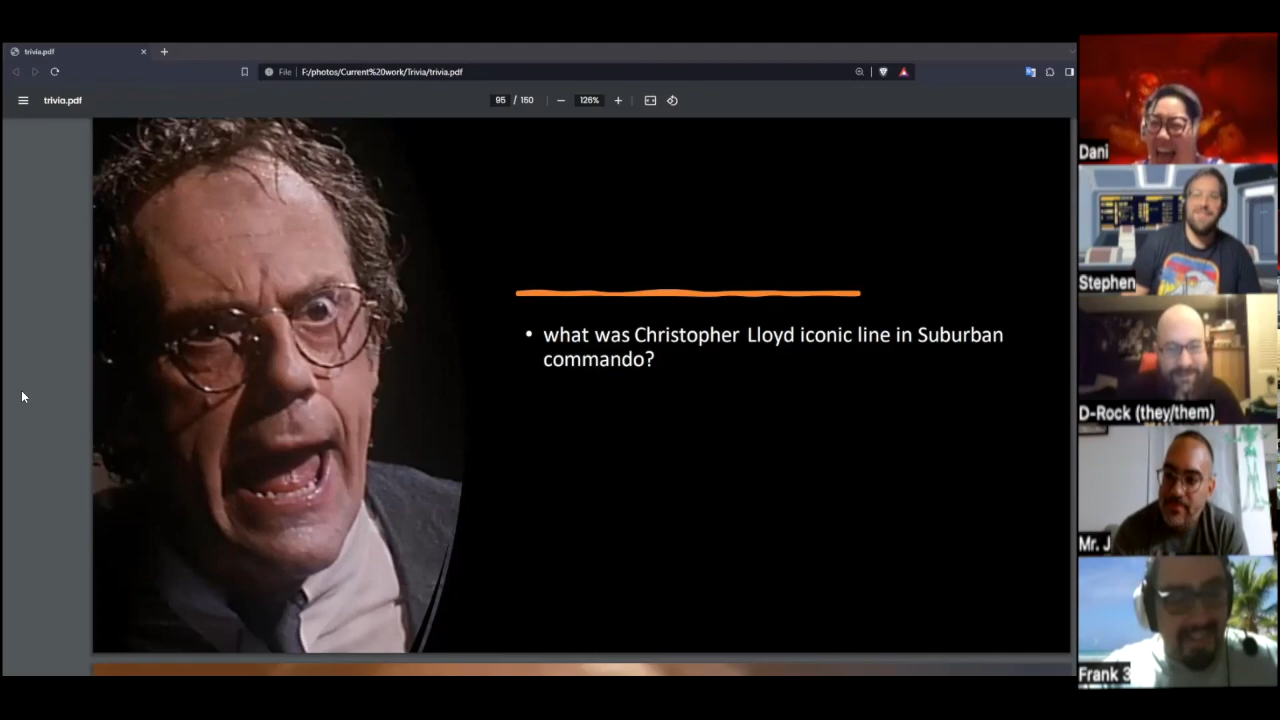 trivia.pdf
File F:/photos/Current%20work/Trivia/trivia.pdf
trivia.pdf
95 / 150
126%
• what was Christopher Lloyd iconic line in Suburban
commando?
Dani
Stephen
D-Rock (they/them)
Mr. J
Frank 3